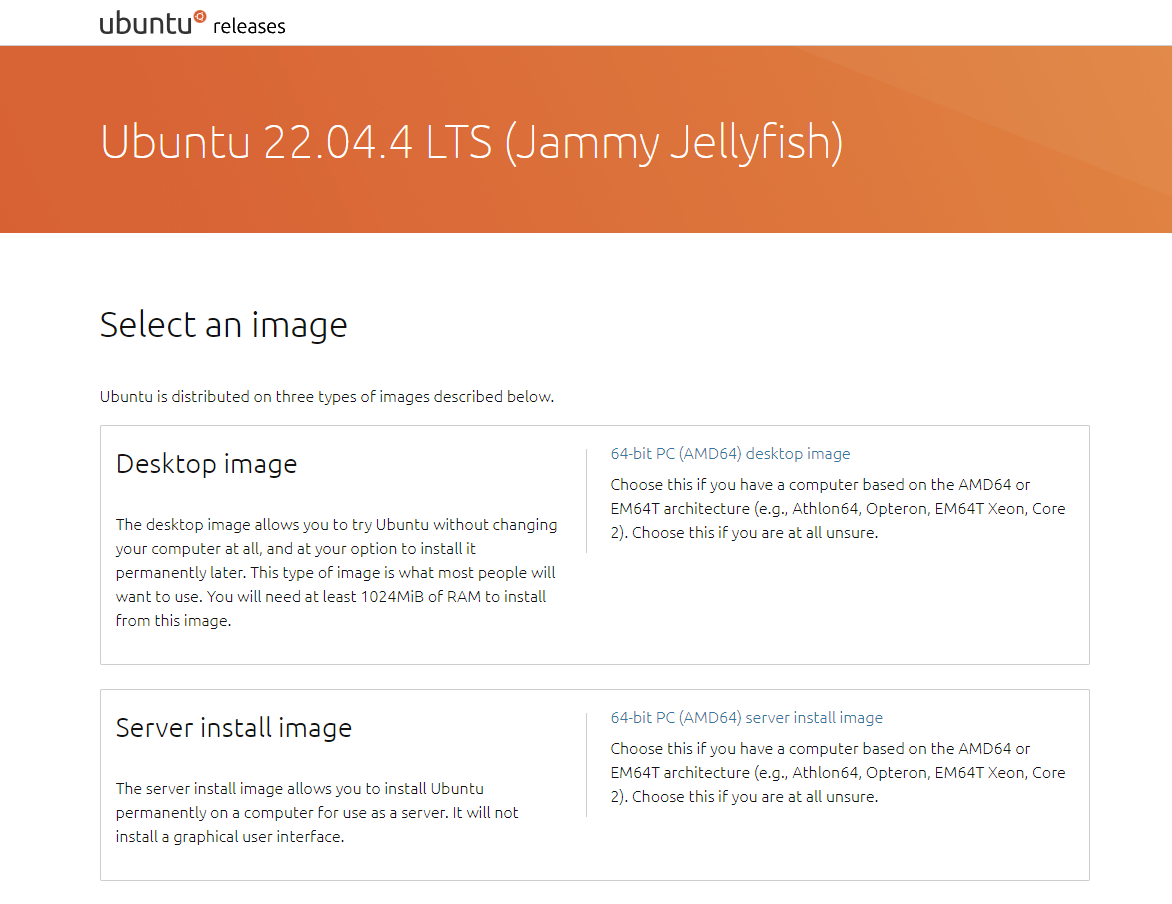 ubuntu releases
Ubuntu 22.04.4 LTS (Jammy Jellyfish)
Select an image
Ubuntu is distributed on three types of images described below.
Desktop image
The desktop image allows you to try Ubuntu without changing
your computer at all, and at your option to install it
permanently later. This type of image is what most people will
want to use. You will need at least 1024MiB of RAM to install
from this image.
64-bit PC (AMD64) desktop image
Choose this if you have a computer based on the AMD64 or
EM64T architecture (e.g., Athlon64, Opteron, EM64T Xeon, Core
2). Choose this if you are at all unsure.
Server install image
The server install image allows you to install Ubuntu
permanently on a computer for use as a server. It will not
install a graphical user interface.
64-bit PC (AMD64) server install image
Choose this if you have a computer based on the AMD64 or
EM64T architecture (e.g., Athlon64, Opteron, EM64T Xeon, Core
2). Choose this if you are at all unsure.